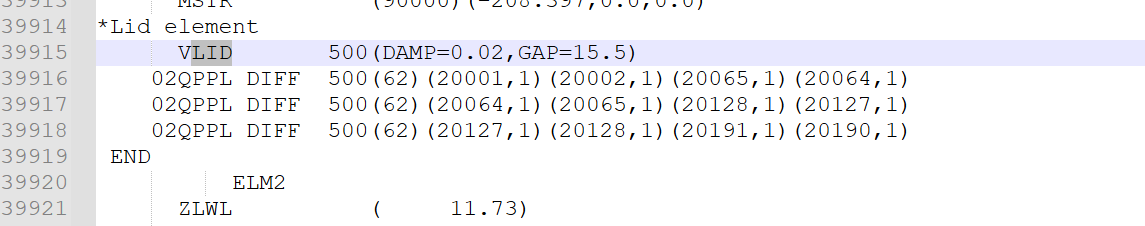 39913 MSTR (90000)(-208.397,0.0,0.0)
39914 *Lid element
39915 VLID 500(DAMP=0.02,GAP=15.5)
39916 02QPPL DIFF 500(62)(20001,1)(20002,1)(20065,1)(20064,1)
39917 02QPPL DIFF 500(62)(20064,1)(20065,1)(20128,1)(20127,1)
39918 02QPPL DIFF 500(62)(20127,1)(20128,1)(20191,1)(20190,1)
39919 END
39920 ELM2
39921 ZLWL ( 11.73)